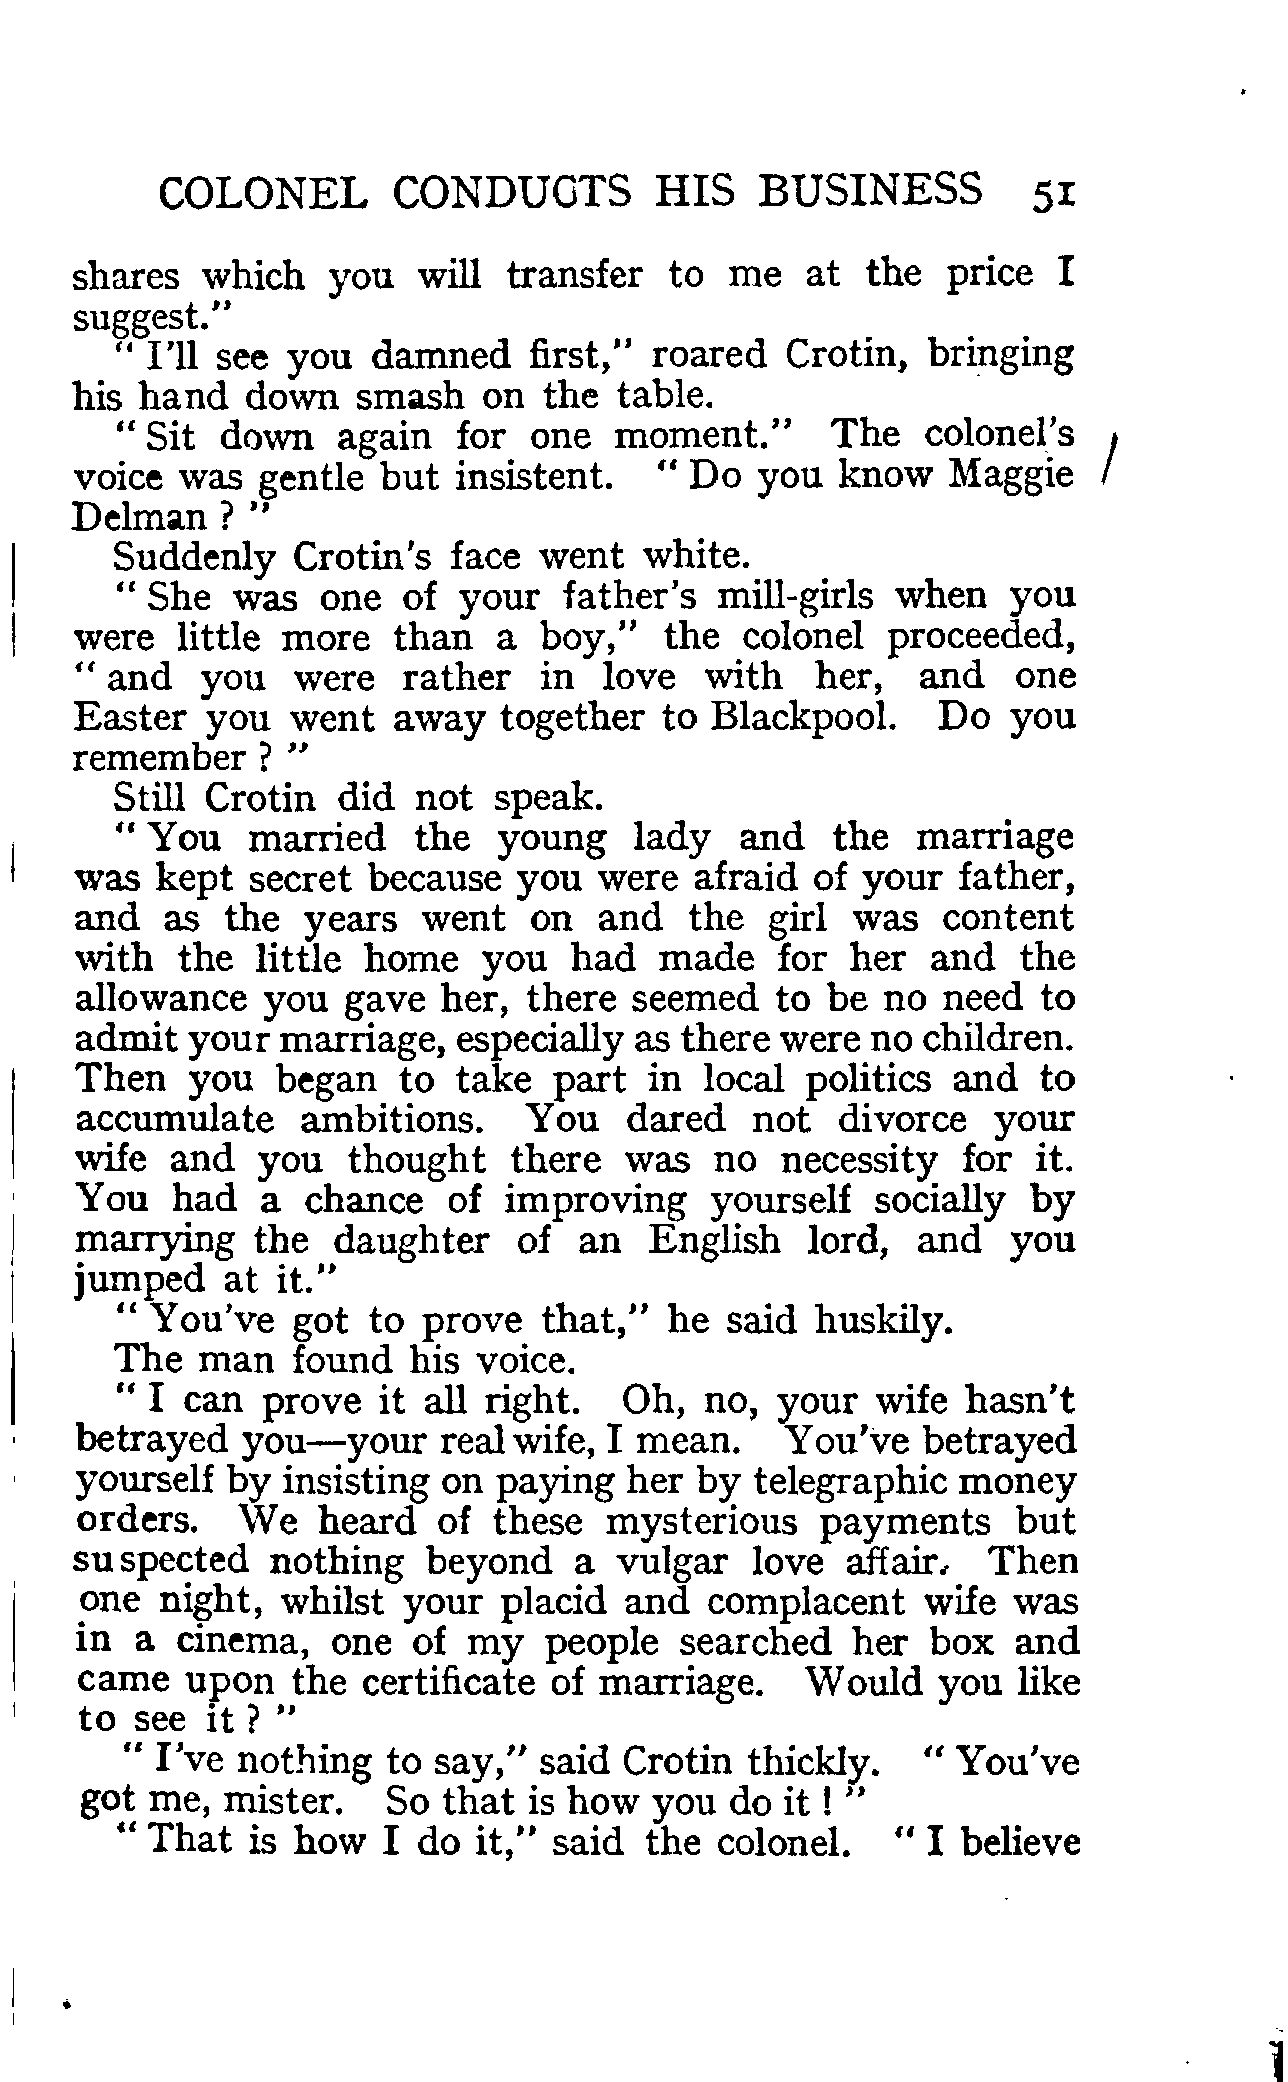 COLONEL CONDUCTS HIS BUSINESS 51
shares which you will transfer to me at the price I
suggest."
" I'll see you damned first," roared Crotin, bringing
his hand down smash on the table.
" Sit down again for one moment." The colonel's
voice was gentle but insistent. " Do you know Maggie
Delman ? "
Suddenly Crotin's face went white.
" She was one of your father's mill-girls when you
were little more than a boy," the colonel proceeded,
" and you were rather in love with her, and one
Easter you went away together to Blackpool. Do you
remember ? "
Still Crotin did not speak.
" You married the young lady and the marriage
was kept secret because you were afraid of your father,
and as the years went on and the girl was content
with the little home you had made for her and the
allowance you gave her, there seemed to be no need to
admit your marriage, especially as there were no children.
Then you began to take part in local politics and to
accumulate ambitions. You dared not divorce your
wife and you thought there was no necessity for it.
You had a chance of improving yourself socially by
marrying the daughter of an English lord, and you
jumped at it."
" You've got to prove that," he said huskily.
The man found his voice.
" I can prove it all right. Oh, no, your wife hasn't
betrayed you—your real wife, I mean. You've betrayed
yourself by insisting on paying her by telegraphic money
orders. We heard of these mysterious payments but
suspected nothing beyond a vulgar love affair. Then
one night, whilst your placid and complacent wife was
in a cinema, one of my people searched her box and
came upon the certificate of marriage. Would you like
to see it ? "
" I've nothing to say," said Crotin thickly. " You've
got me, mister. So that is how you do it ! "
" That is how I do it," said the colonel. " I believe